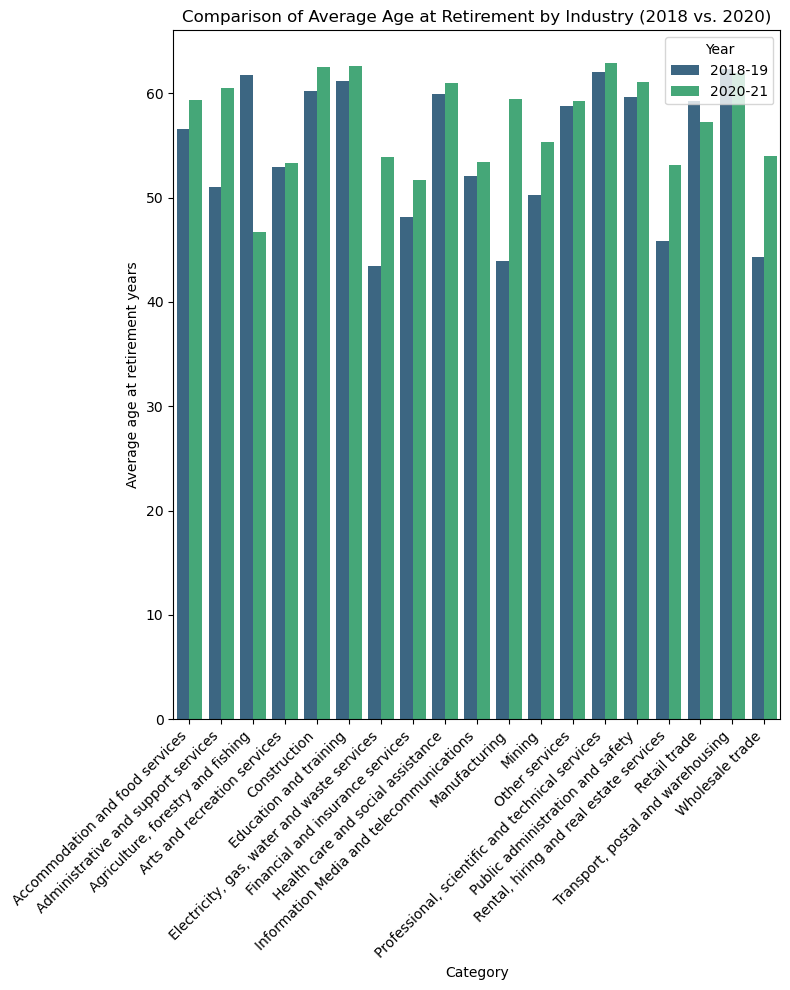 Comparison of Average Age at Retirement by Industry (2018 vs. 2020)
Year
2018-19
2020-21
Average age at retirement years
60
50
40
30
20
10
0
Accommodation and food services
Administrative and support services
Agriculture, forestry and fishing
Arts and recreation services
Construction
Education and training
Electricity, gas, water and waste services
Financial and insurance services
Health care and social assistance
Information Media and telecommunications
Manufacturing
Mining
Other services
Professional, scientific and technical services
Public administration and safety
Rental, hiring and real estate services
Retail trade
Transport, postal and warehousing
Wholesale trade
Category